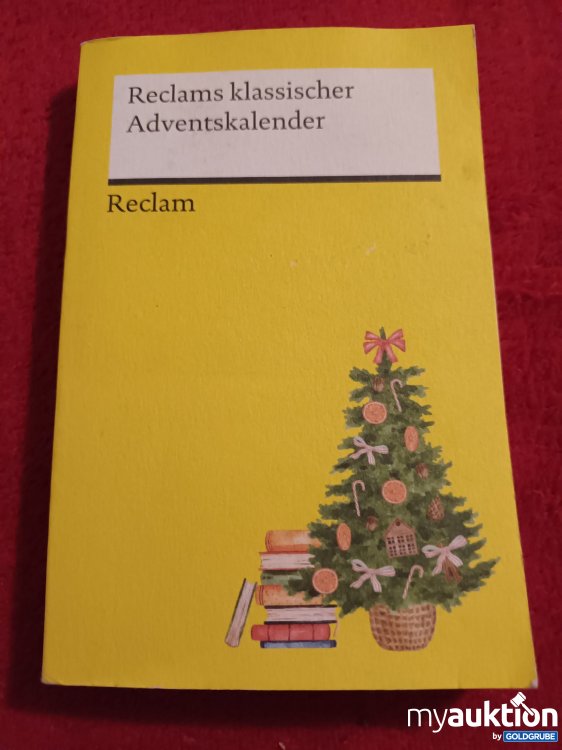 Reclams klassischer
Adventskalender
Reclam
myauktion
by GOLDGRUBE